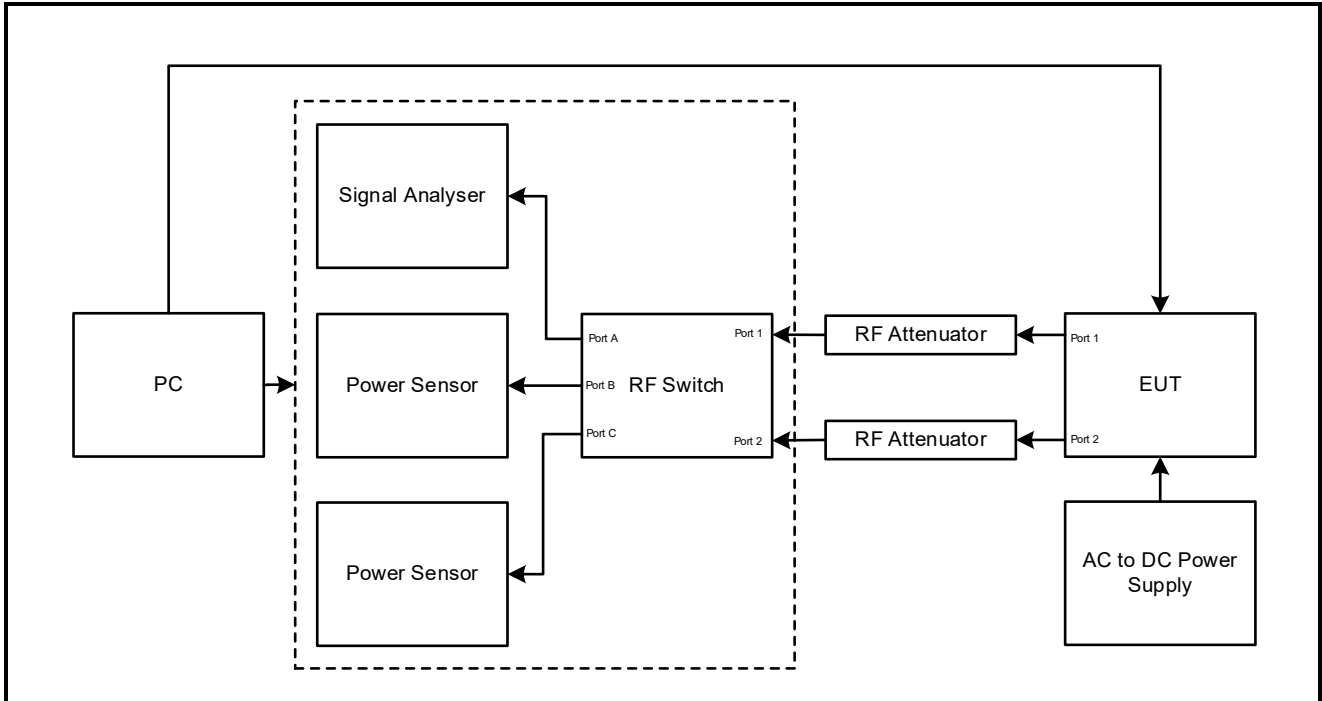 Signal Analyser
PC
Power Sensor
Port A
Port B
Port C
RF Switch
Port 1
Port 2
RF Attenuator
RF Attenuator
Port 1
EUT
Port 2
Power Sensor
AC to DC Power
Supply